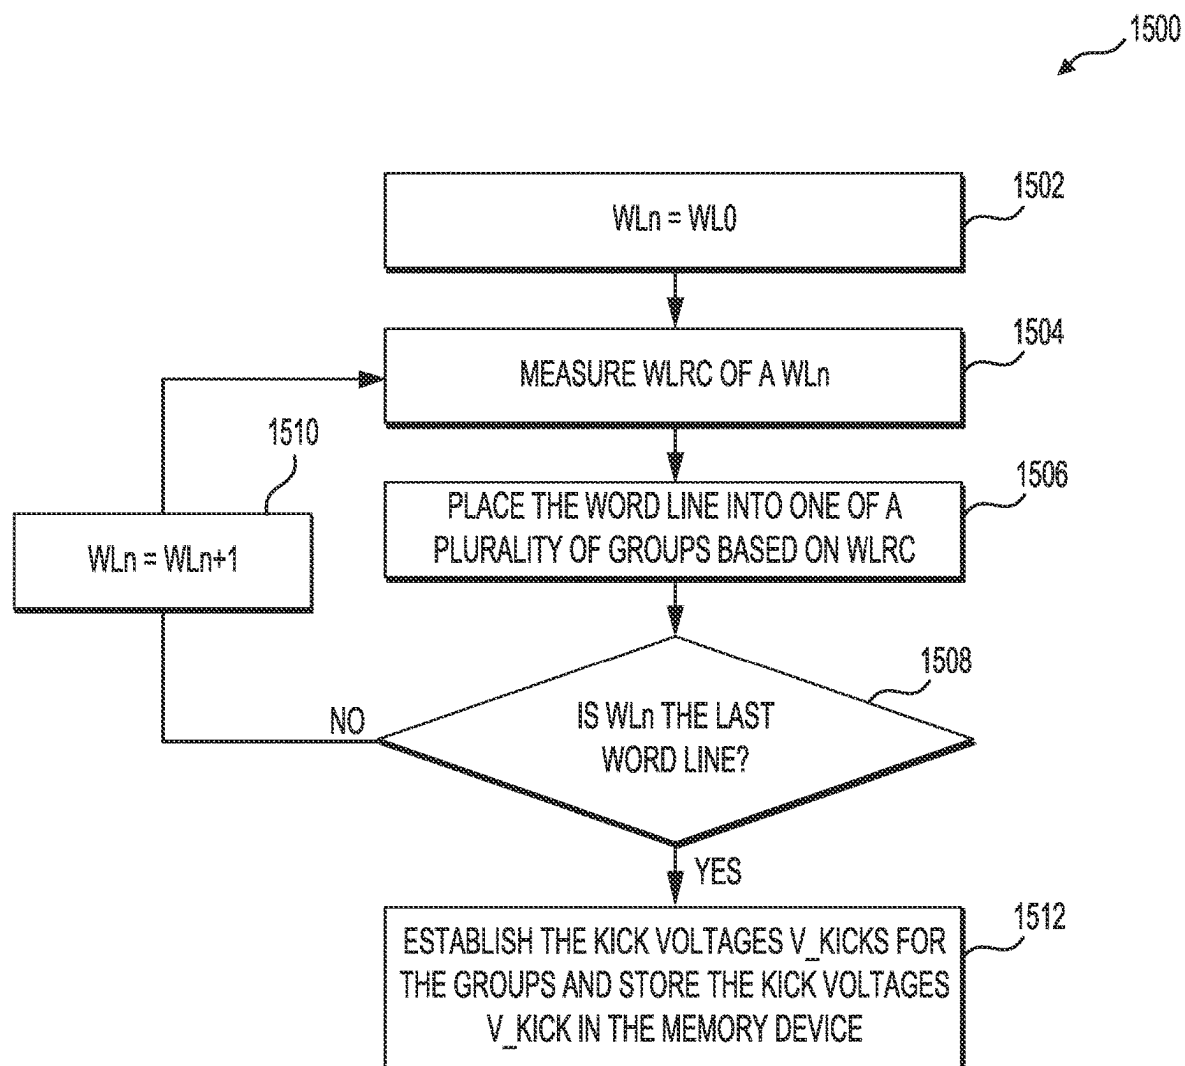 1500
1502
WLn = WL0
1504
MEASURE WLRC OF A WLn
1510
1506
PLACE THE WORD LINE INTO ONE OF A
PLURALITY OF GROUPS BASED ON WLRC
WLn = WLn+1
1508
NO
IS WLn THE LAST
WORD LINE?
YES
1512
ESTABLISH THE KICK VOLTAGES V_KICKS FOR
THE GROUPS AND STORE THE KICK VOLTAGES
V_KICK IN THE MEMORY DEVICE